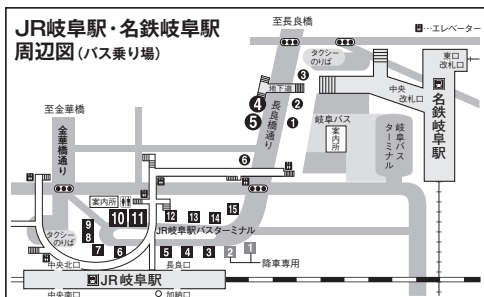 JR岐阜駅・名鉄岐阜駅
周辺図(バス乗り場)
至長良橋
…エレベーター
タクシー
のりば
東口
改札口
❸
地下道
中央
改札口
名鉄岐阜駅
❹
❷
❺
❶
長良橋通り
岐阜バス
案内所
岐阜バス
ターミナル
至金華橋
金華橋通り
❻
案内所
10
11
12
13
14
15
9
8
7
6
5
4
3
2
1
JR岐阜駅バスターミナル
タクシー
のりば
中央北口
長良口
降車専用
JR岐阜駅
中央南口
加納口